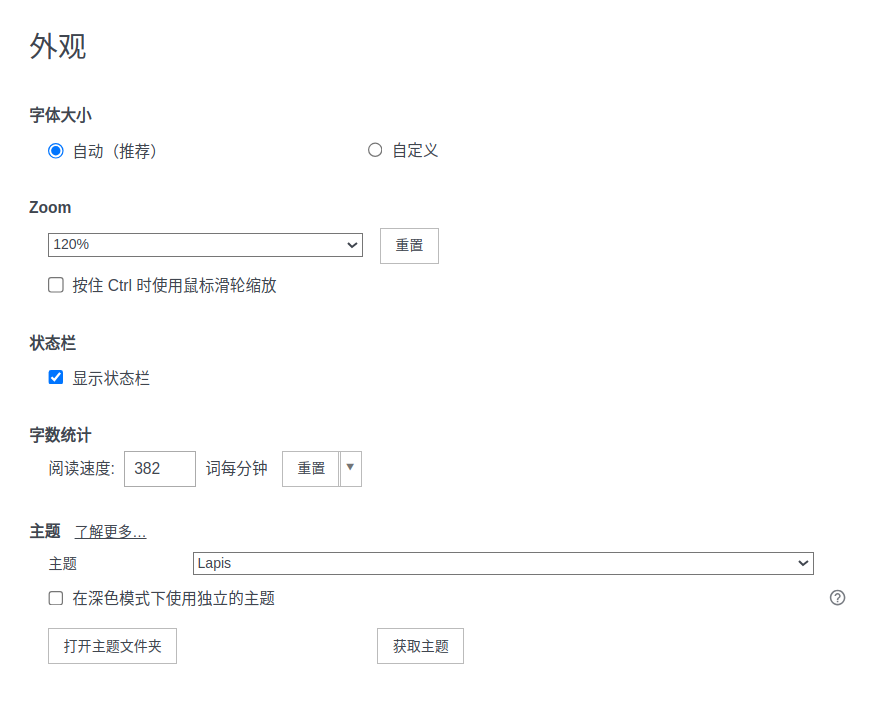 外观
字体大小
自动（推荐） 自定义
Zoom
120% 重置
按住 Ctrl 时使用鼠标滑轮缩放
状态栏
显示状态栏
字数统计
阅读速度: 382 词每分钟 重置 ▼
主题 了解更多...
主题 Lapis
在深色模式下使用独立的主题
打开主题文件夹 获取主题